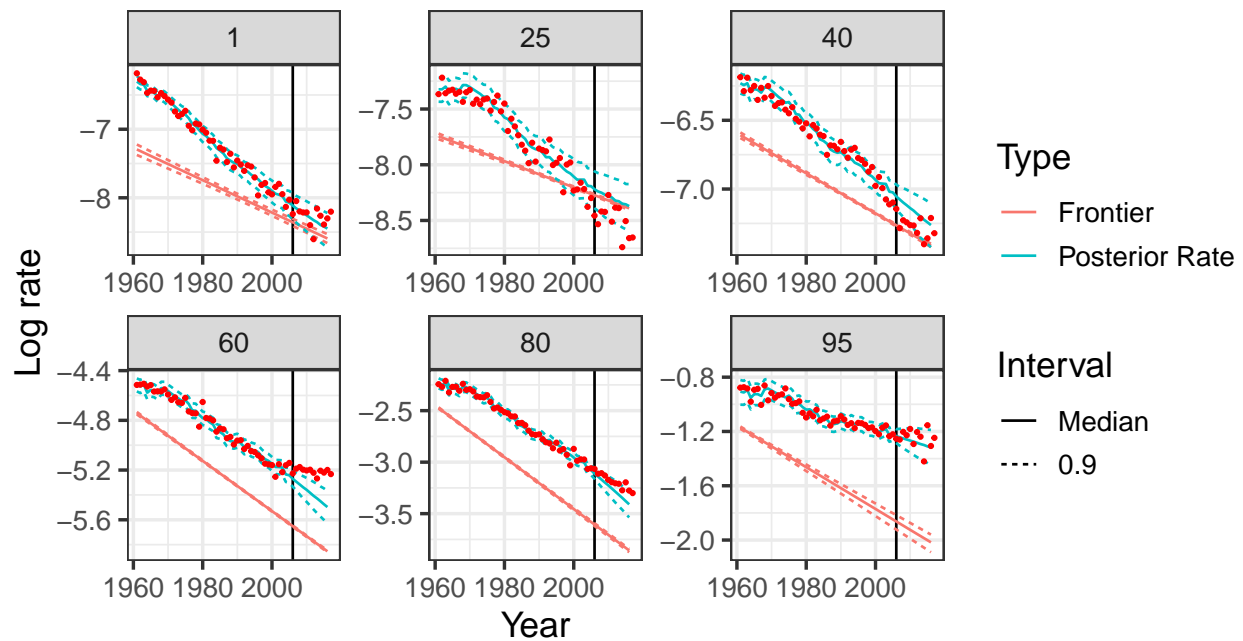 1
25
40
−7
−8
−7.5
−8.0
−8.5
−6.5
−7.0
1960 1980 2000
1960 1980 2000
1960 1980 2000
60
80
95
−4.4
−4.8
−5.2
−5.6
−2.5
−3.0
−3.5
−0.8
−1.2
−1.6
−2.0
1960 1980 2000
1960 1980 2000
1960 1980 2000
Log rate
Year
Type
Frontier
Posterior Rate
Interval
Median
0.9